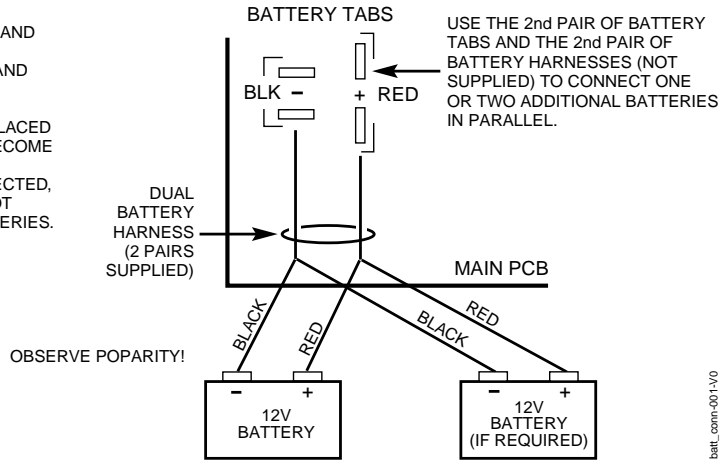 AND
AND
LACED
ECOME
ECTED,
OT
ERIES.
BATTERY TABS
USE THE 2nd PAIR OF BATTERY
TABS AND THE 2nd PAIR OF
BATTERY HARNESSES (NOT
SUPPLIED) TO CONNECT ONE
OR TWO ADDITIONAL BATTERIES
IN PARALLEL.
BLK − + RED
DUAL
BATTERY
HARNESS
(2 PAIRS
SUPPLIED)
MAIN PCB
BLACK
RED
BLACK
RED
OBSERVE POPARITY!
− +
12V
BATTERY
− +
12V
BATTERY
(IF REQUIRED)
batt_conn-001-V0